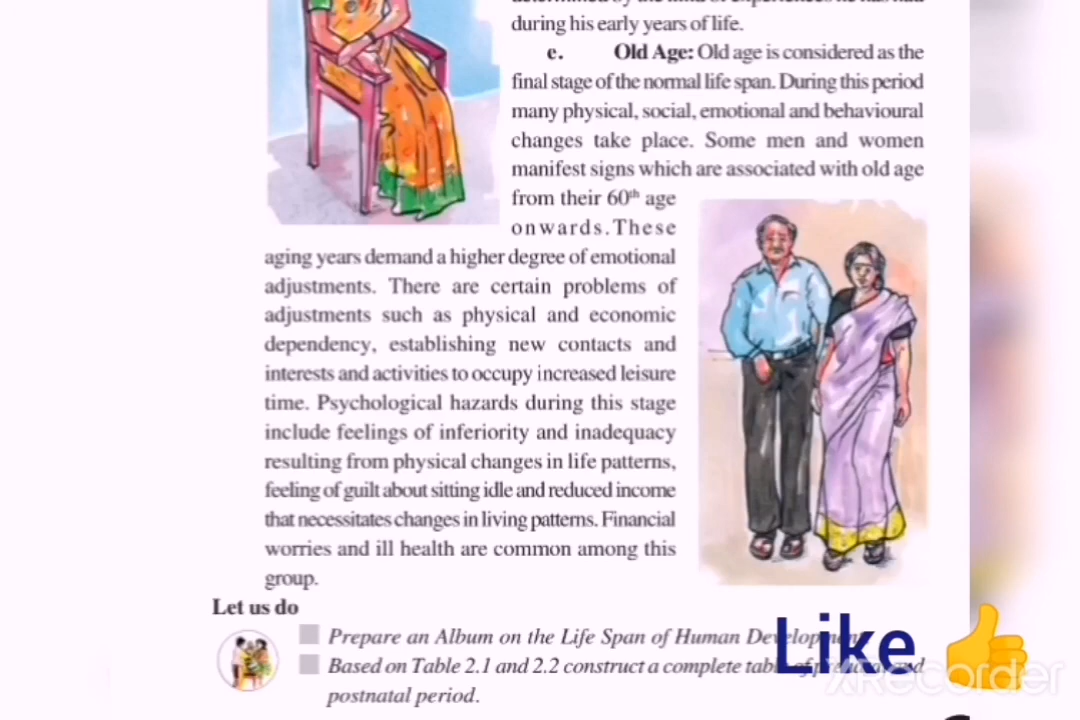 during his early years of life.
e. Old Age: Old age is considered as the
final stage of the normal life span. During this period
many physical, social, emotional and behavioural
changes take place. Some men and women
manifest signs which are associated with old age
from their 60th age
onwards.These
aging years demand a higher degree of emotional
adjustments. There are certain problems of
adjustments such as physical and economic
dependency, establishing new contacts and
interests and activities to occupy increased leisure
time. Psychological hazards during this stage
include feelings of inferiority and inadequacy
resulting from physical changes in life patterns,
feeling of guilt about sitting idle and reduced income
that necessitates changes in living patterns. Financial
worries and ill health are common among this
group.
Let us do
Prepare an Album on the Life Span of Human
Based on Table 2.1 and 2.2 construct a complete table of
postnatal period.
Like
XRecorder